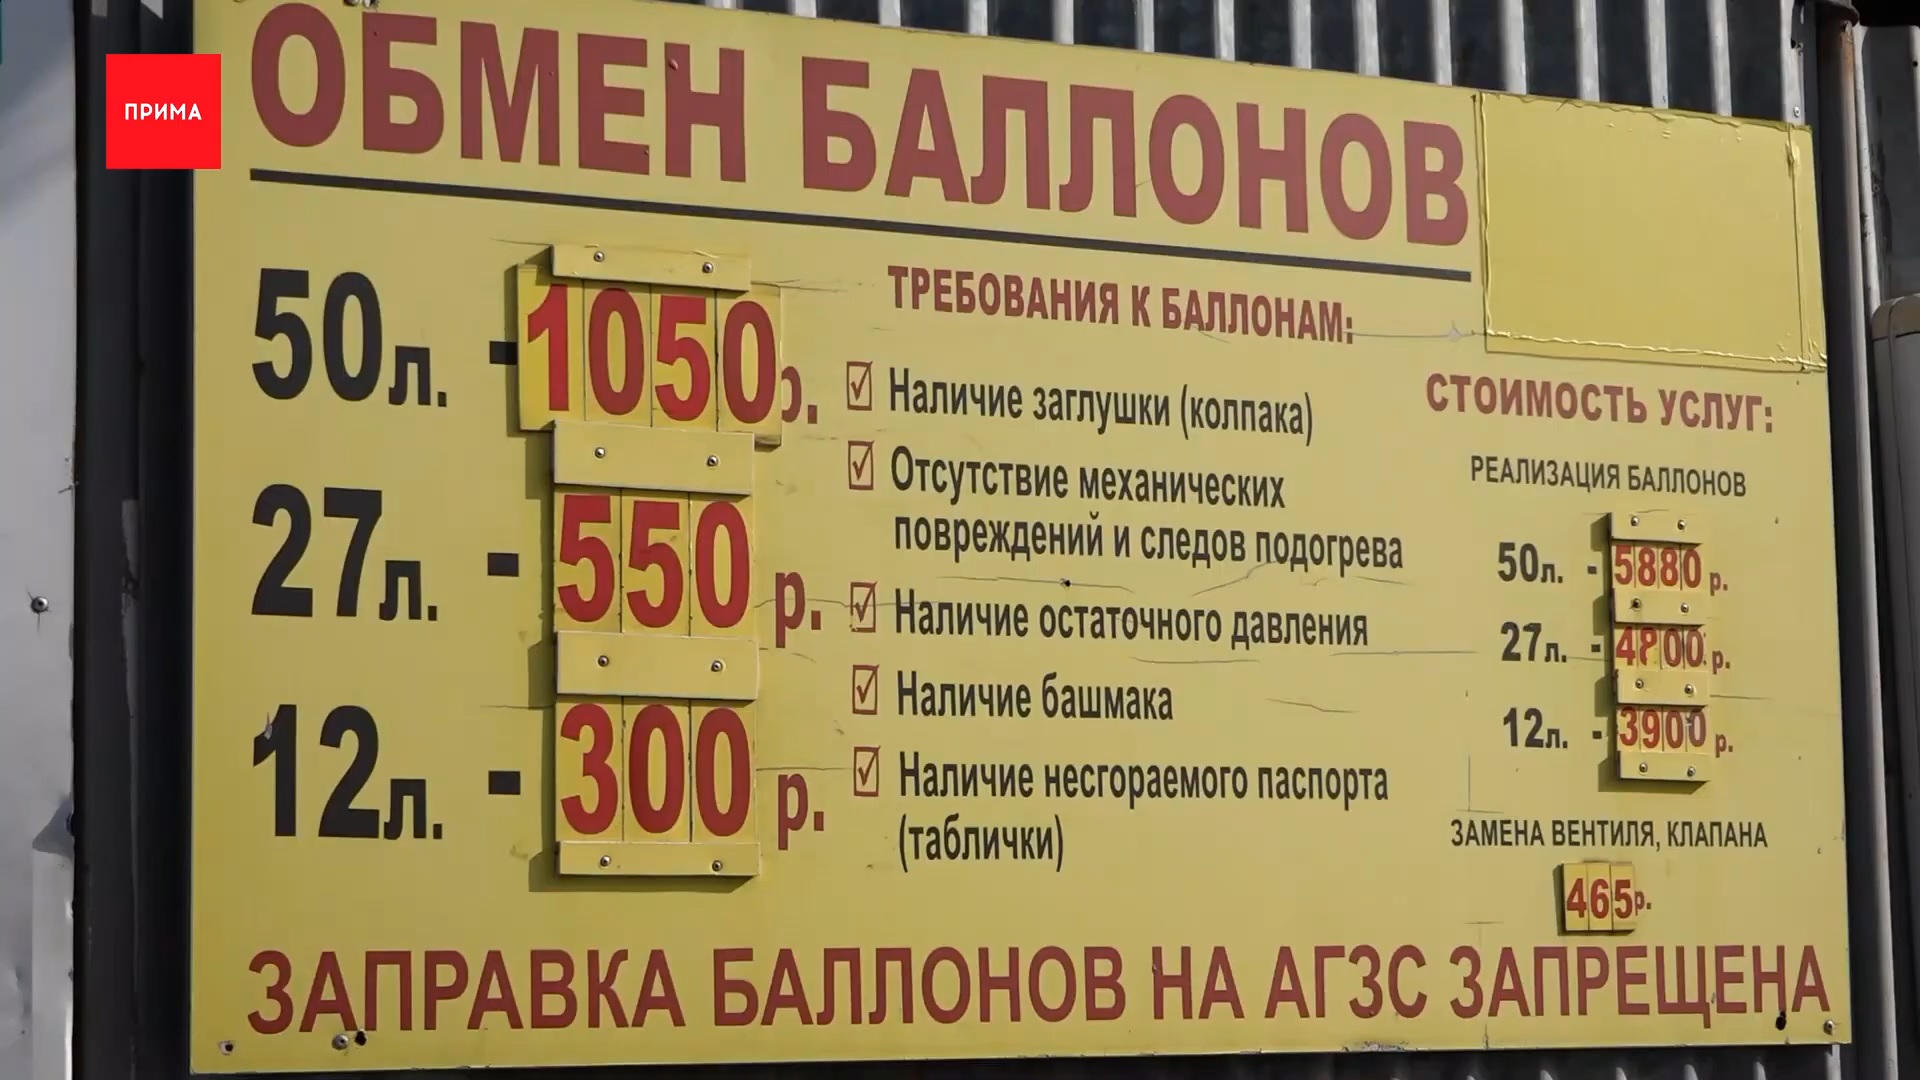 ПРИМА
ОБМЕН БАЛЛОНОВ
50л. - 1050р.
27л. - 550 р.
12л. - 300 р.
ТРЕБОВАНИЯ К БАЛЛОНАМ:
Наличие заглушки (колпака)
Отсутствие механических
повреждений и следов подогрева
Наличие остаточного давления
Наличие башмака
Наличие несгораемого паспорта
(таблички)
СТОИМОСТЬ УСЛУГ:
РЕАЛИЗАЦИЯ БАЛЛОНОВ
50л. - 5880 р.
27л. - 4800 р.
12л. - 3900 р.
ЗАМЕНА ВЕНТИЛЯ, КЛАПАНА
465р.
ЗАПРАВКА БАЛЛОНОВ НА АГЗС ЗАПРЕЩЕНА